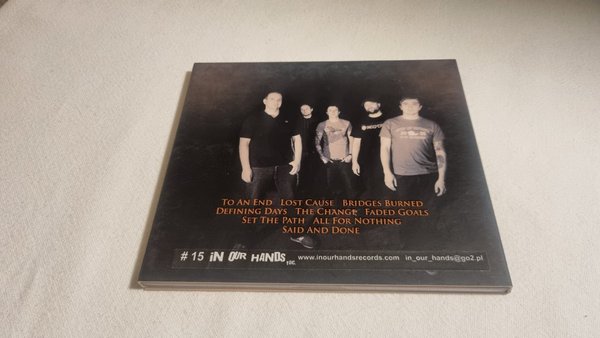 To An End Lost Cause Bridges Burned
Defining Days The Change Faded Goals
Set The Path All For Nothing
Said And Done
# 15 iN OUR HANDS rec. www.inourhandsrecords.com in_our_hands@go2.pl